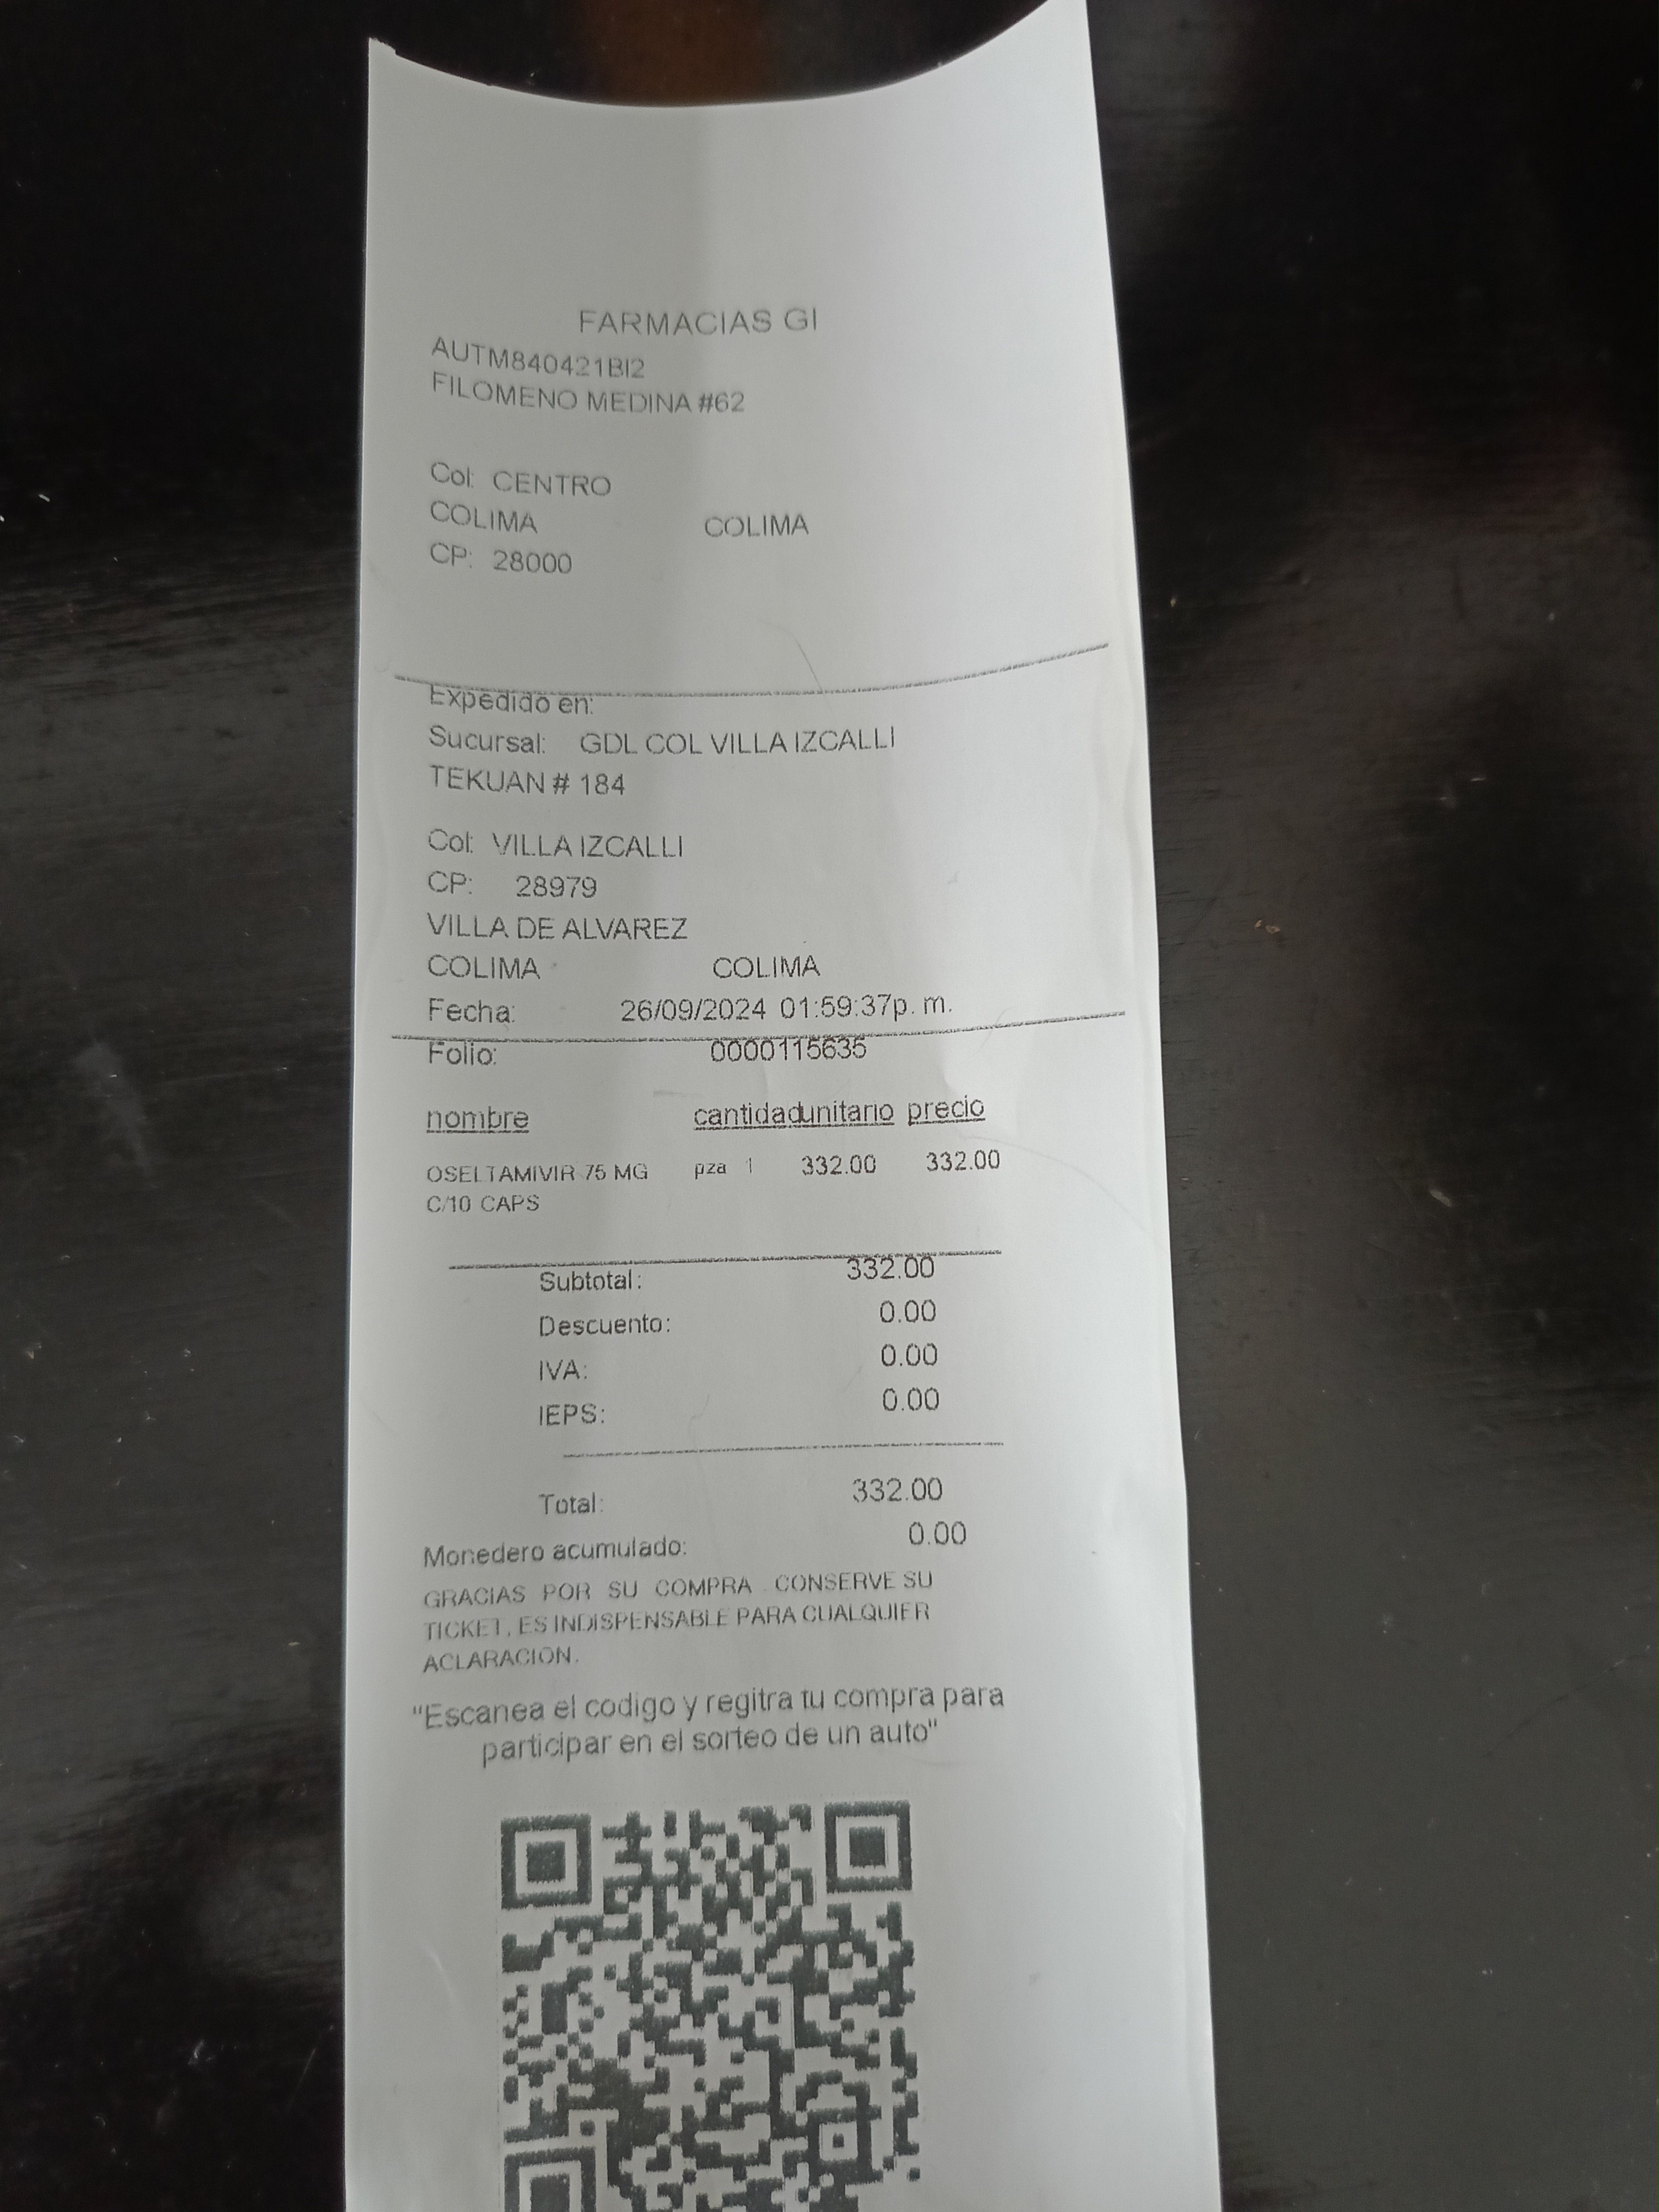 FARMACIAS GI
AUTM840421BI2
FILOMENO MEDINA #62
Col: CENTRO
COLIMA COLIMA
CP: 28000
Expedido en:
Sucursal: GDL COL VILLA IZCALLI
TEKUAN # 184
Col: VILLA IZCALLI
CP: 28979
VILLA DE ALVAREZ
COLIMA COLIMA
Fecha: 26/09/2024 01:59:37p. m.
Folio: 0000115635
nombre cantidad unitario precio
OSELTAMIVIR 75 MG pza 1 332.00 332.00
C/10 CAPS
Subtotal: 332.00
Descuento: 0.00
IVA: 0.00
IEPS: 0.00
Total: 332.00
Monedero acumulado: 0.00
GRACIAS POR SU COMPRA . CONSERVE SU
TICKET, ES INDISPENSABLE PARA CUALQUIER
ACLARACION.
"Escanea el codigo y regitra tu compra para
participar en el sorteo de un auto"